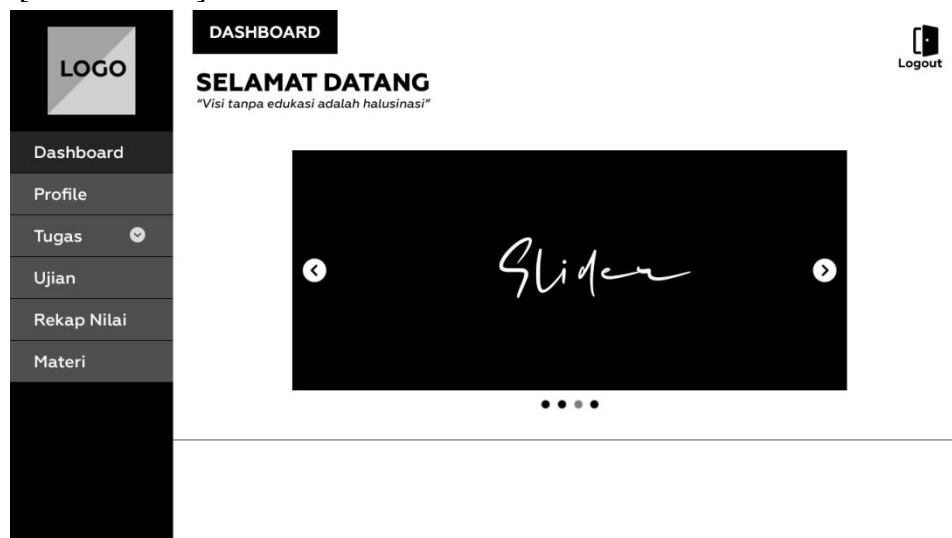 LOGO
DASHBOARD
Logout
SELAMAT DATANG
“Visi tanpa edukasi adalah halusinasi”
Dashboard
Profile
Tugas
Ujian
Rekap Nilai
Materi
Slider